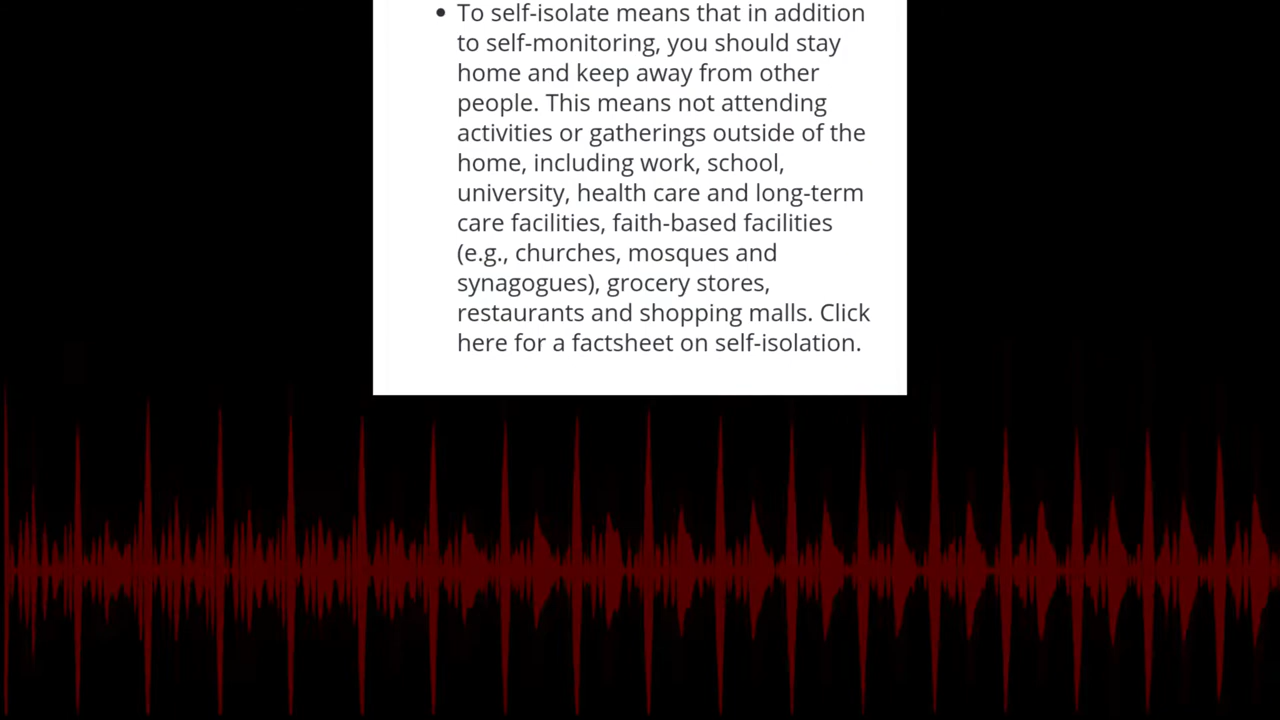 • To self-isolate means that in addition
to self-monitoring, you should stay
home and keep away from other
people. This means not attending
activities or gatherings outside of the
home, including work, school,
university, health care and long-term
care facilities, faith-based facilities
(e.g., churches, mosques and
synagogues), grocery stores,
restaurants and shopping malls. Click
here for a factsheet on self-isolation.